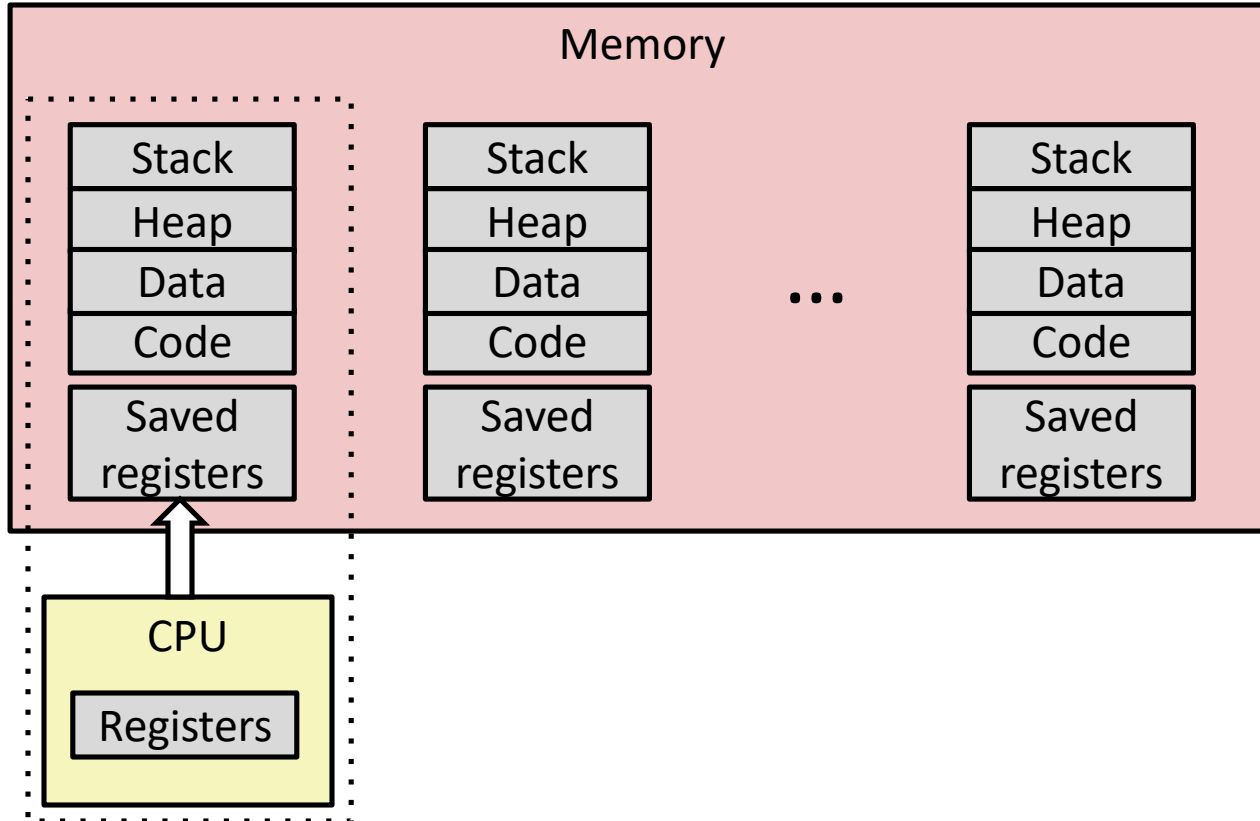 Memory
Stack
Heap
Data
Code
Saved
registers
Stack
Heap
Data
Code
Saved
registers
...
Stack
Heap
Data
Code
Saved
registers
CPU
Registers